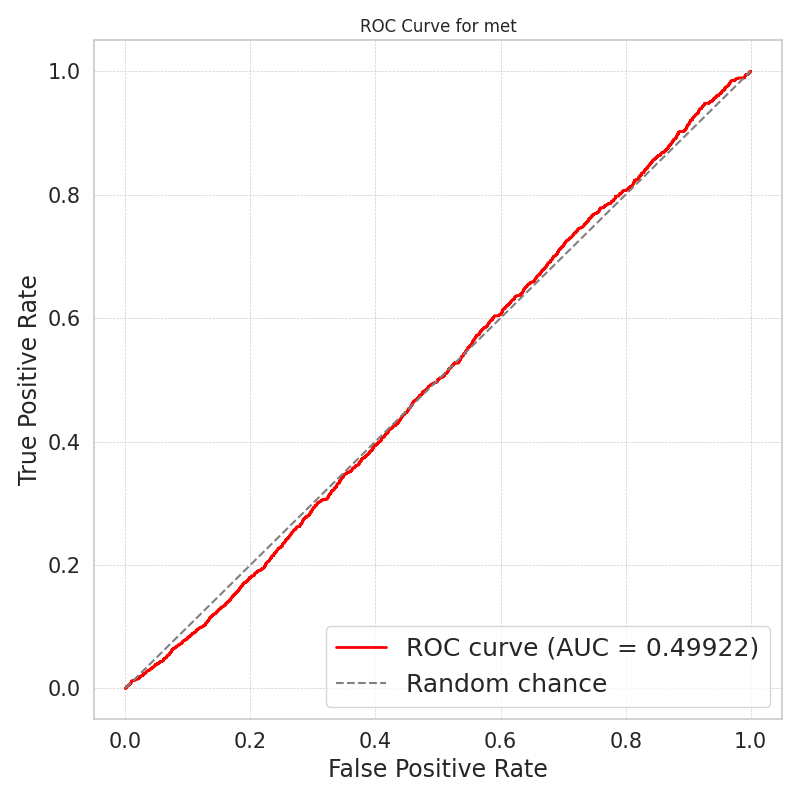 ROC Curve for met
1.0
0.8
0.6
0.4
0.2
0.0
True Positive Rate
ROC curve (AUC = 0.49922)
Random chance
0.0 0.2 0.4 0.6 0.8 1.0
False Positive Rate